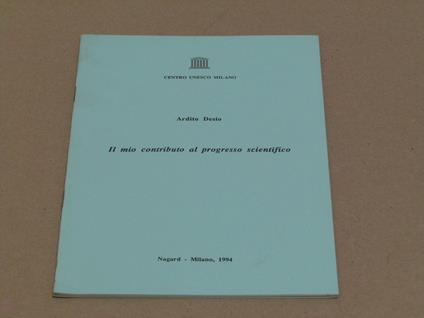 CENTRO UNESCO MILANO
Ardito Desio
Il mio contributo al progresso scientifico
Nagard - Milano, 1994